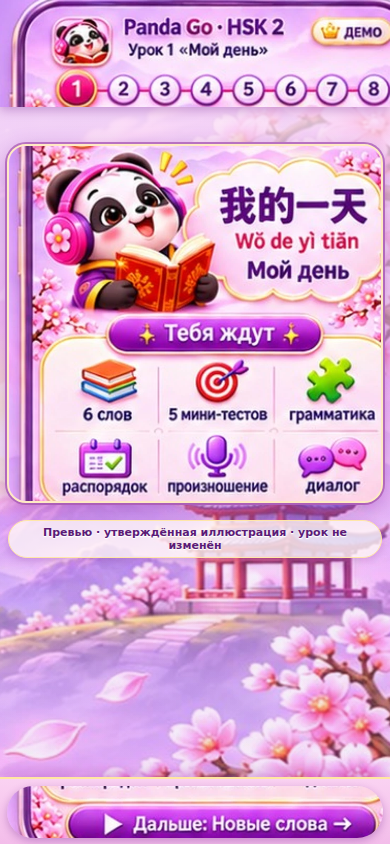 Panda Go · HSK 2
ДЕМО
Урок 1 «Мой день»
1 2 3 4 5 6 7 8
我的一天
Wǒ de yì tiān
Мой день
Тебя ждут
6 слов
5 мини-тестов
грамматика
распорядок
произношение
диалог
Превью · утверждённая иллюстрация · урок не
изменён
Дальше: Новые слова →